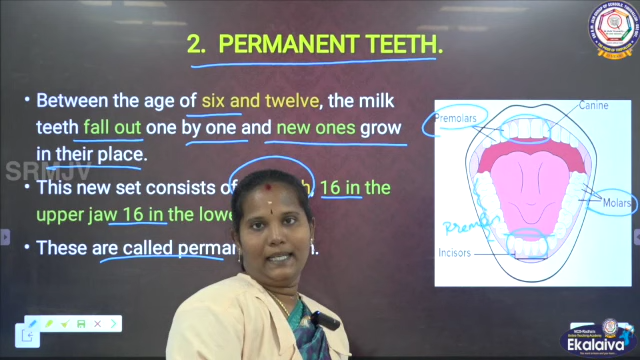 2. PERMANENT TEETH.
• Between the age of six and twelve, the milk
teeth fall out one by one and new ones grow
in their place.
• This new set consists of 16 in the
upper jaw 16 in the lowe
• These are called perman
Canine
Premolars
Molars
Incisors
SRMJV
Ekalaiva